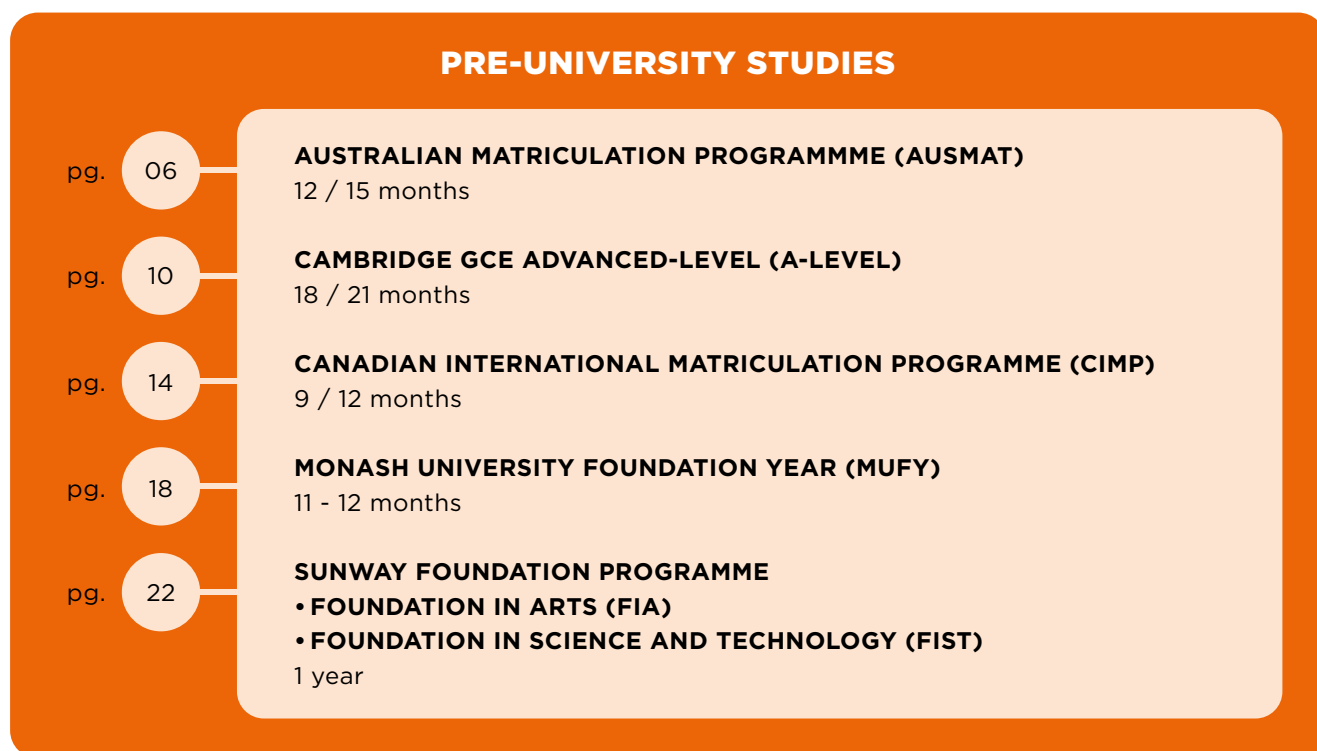 PRE-UNIVERSITY STUDIES
pg. 06
AUSTRALIAN MATRICULATION PROGRAMMME (AUSMAT)
12 / 15 months
pg. 10
CAMBRIDGE GCE ADVANCED-LEVEL (A-LEVEL)
18 / 21 months
pg. 14
CANADIAN INTERNATIONAL MATRICULATION PROGRAMME (CIMP)
9 / 12 months
pg. 18
MONASH UNIVERSITY FOUNDATION YEAR (MUFY)
11 - 12 months
pg. 22
SUNWAY FOUNDATION PROGRAMME
• FOUNDATION IN ARTS (FIA)
• FOUNDATION IN SCIENCE AND TECHNOLOGY (FIST)
1 year